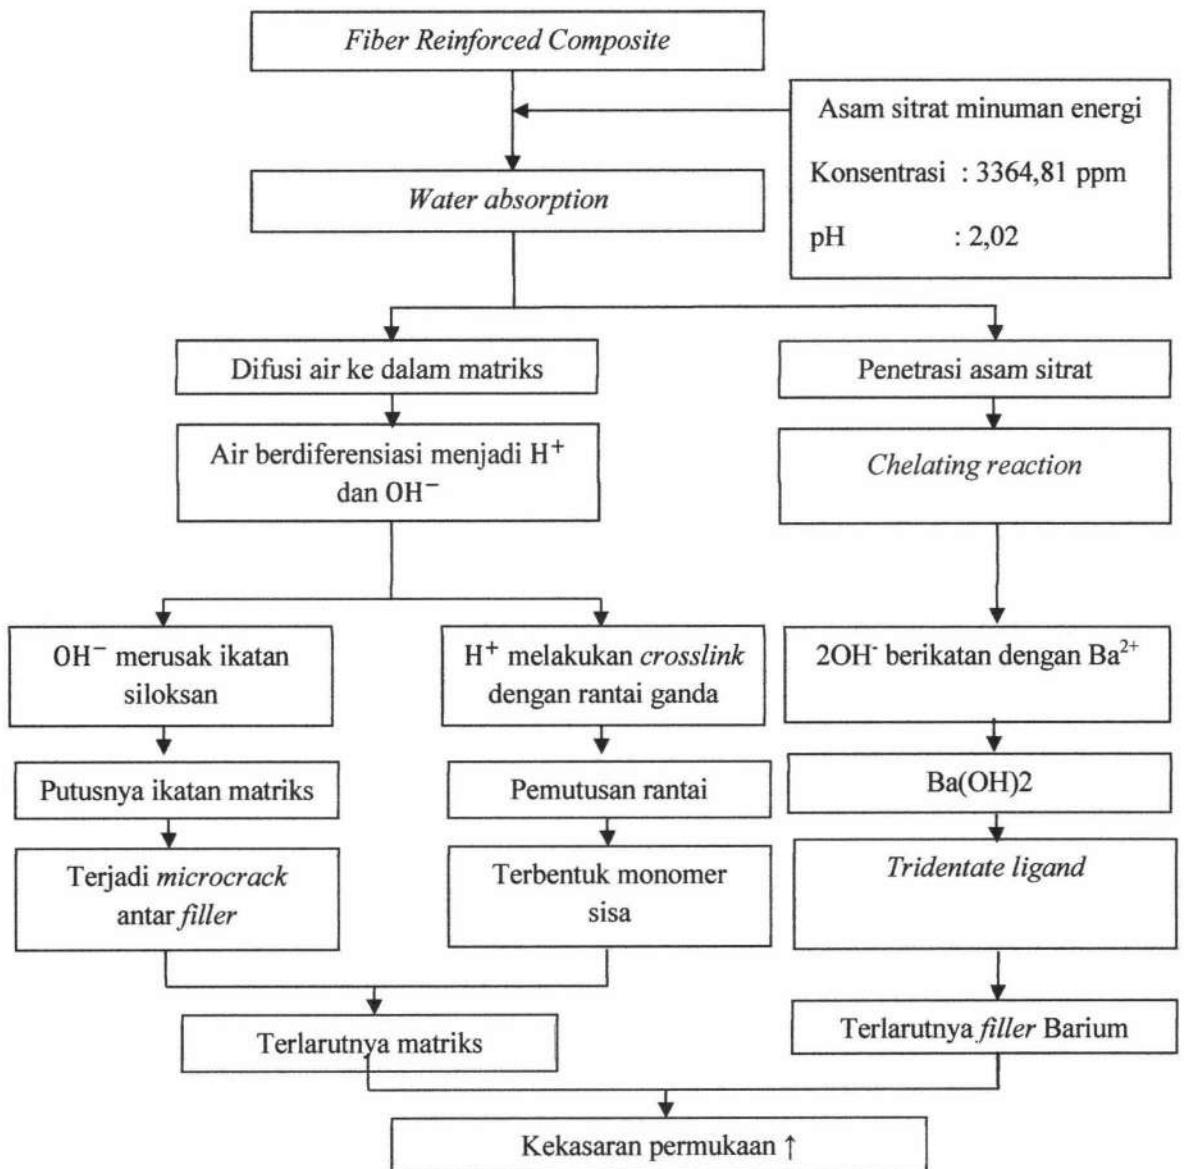 Fiber Reinforced Composite
Asam sitrat minuman energi
Konsentrasi : 3364,81 ppm
pH : 2,02
Water absorption
Difusi air ke dalam matriks
Penetrasi asam sitrat
Air berdiferensiasi menjadi H⁺
dan OH⁻
Chelating reaction
OH⁻ merusak ikatan
siloksan
H⁺ melakukan crosslink
dengan rantai ganda
2OH⁻ berikatan dengan Ba²⁺
Putusnya ikatan matriks
Pemutusan rantai
Ba(OH)2
Terjadi microcrack
antar filler
Terbentuk monomer
sisa
Tridentate ligand
Terlarutnya matriks
Terlarutnya filler Barium
Kekasaran permukaan ↑